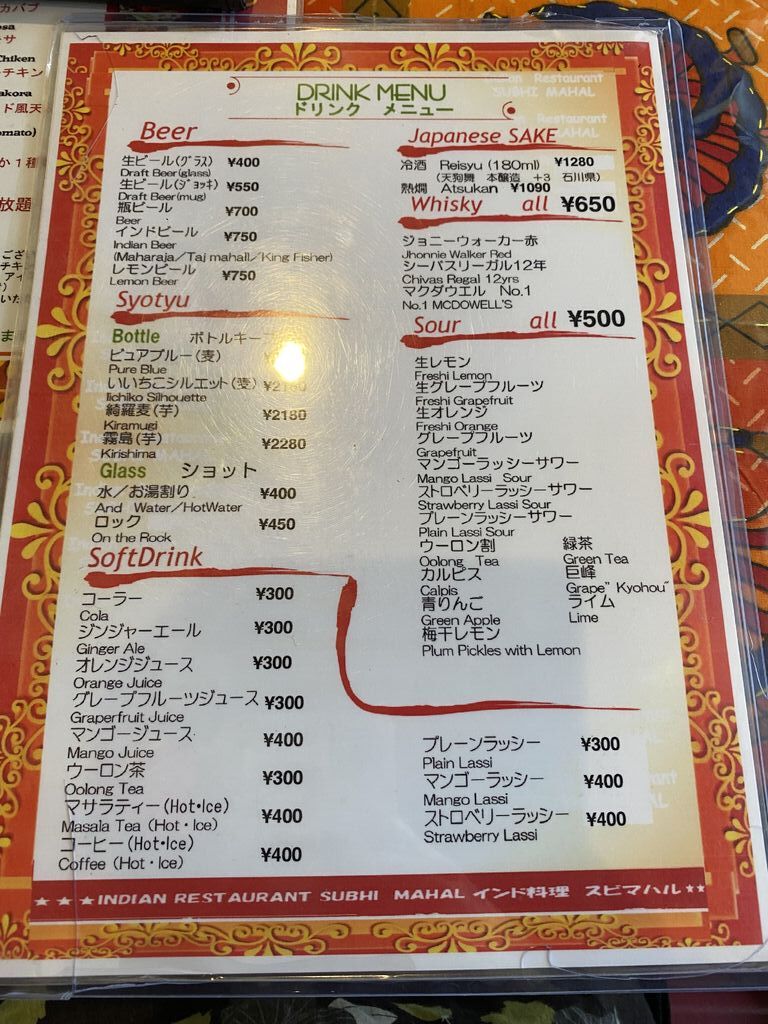 カバブ
サ
Chiken
チキン
akora
ド風天
omato)
か1種
放題
DRINK MENU
ドリンク メニュー
Beer
生ビール(グラス) ¥400
Draft Beer(glass)
生ビール(ジョッキ) ¥550
Draft Beer(mug)
瓶ビール ¥700
Beer
インドビール ¥750
Indian Beer
(Maharaja/Taj mahall/King Fisher)
レモンビール ¥750
Lemon Beer
Syotyu
Bottle ボトルキープ
ピュアブルー(麦)
Pure Blue
いいちこシルエット(麦)
Iichiko Silhouette
綺羅麦(芋) ¥2180
Kiramugi
霧島(芋) ¥2280
Kirishima
Glass ショット
水/お湯割り ¥400
And Water/HotWater
ロック ¥450
On the Rock
SoftDrink
コーラー ¥300
Cola
ジンジャーエール ¥300
Ginger Ale
オレンジジュース ¥300
Orange Juice
グレープフルーツジュース ¥300
Graperfruit Juice
マンゴージュース ¥400
Mango Juice
ウーロン茶 ¥300
Oolong Tea
マサラティー(Hot・Ice) ¥400
Masala Tea (Hot・Ice)
コーヒー(Hot・Ice) ¥400
Coffee (Hot・Ice)
Indian Restaurant
SUBHI MAHAL
Japanese SAKE
冷酒 Reisyu (180ml) ¥1280
(天狗舞 本醸造 +3 石川県)
熱燗 Atsukan ¥1090
Whisky all ¥650
ジョニーウォーカー赤
Jhonnie Walker Red
シーバスリーガル12年
Chivas Regal 12yrs
マクダウエル No.1
No.1 MCDOWELL'S
Sour all ¥500
生レモン
Freshi Lemon
生グレープフルーツ
Freshi Grapefruit
生オレンジ
Freshi Orange
グレープフルーツ
Grapefruit
マンゴーラッシーサワー
Mango Lassi Sour
ストロベリーラッシーサワー
Strawberry Lassi Sour
プレーンラッシーサワー
Plain Lassi Sour
ウーロン割 緑茶
Oolong Tea Green Tea
カルピス 巨峰
Calpis Grape" Kyohou"
青りんご ライム
Green Apple Lime
梅干レモン
Plum Pickles with Lemon
プレーンラッシー ¥300
Plain Lassi
マンゴーラッシー ¥400
Mango Lassi
ストロベリーラッシー ¥400
Strawberry Lassi
★ ★ ★INDIAN RESTAURANT SUBHI MAHAL インド料理 スビマハル★★